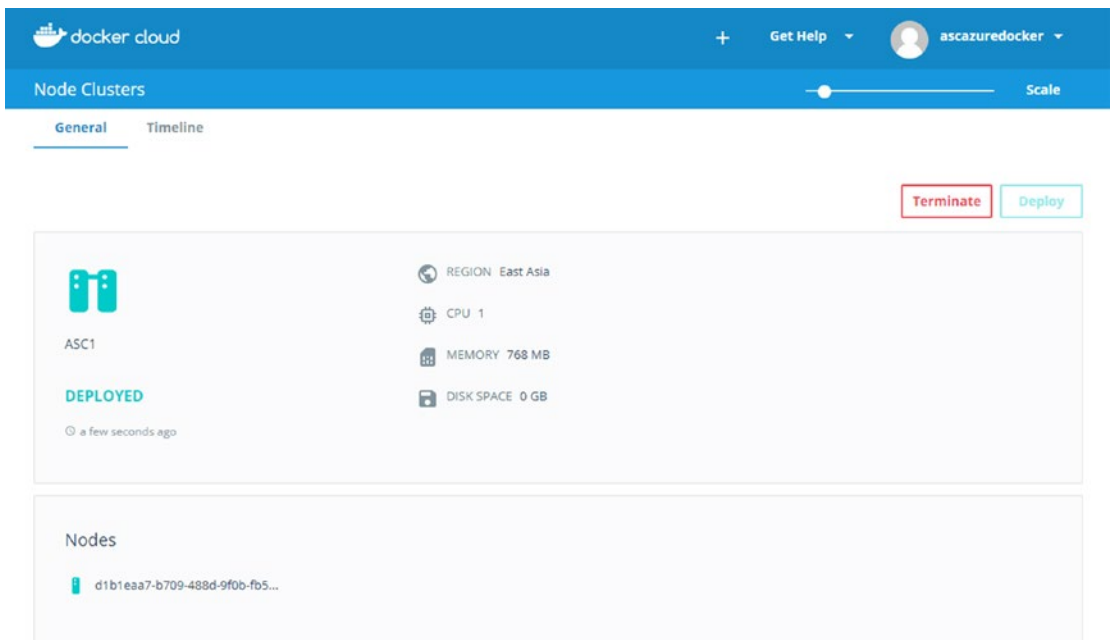 docker cloud
+ Get Help ascazuredocker
Node Clusters
Scale
General Timeline
Terminate Deploy
ASC1
DEPLOYED
a few seconds ago
REGION East Asia
CPU 1
MEMORY 768 MB
DISK SPACE 0 GB
Nodes
d1b1eaa7-b709-488d-9f0b-fb5...